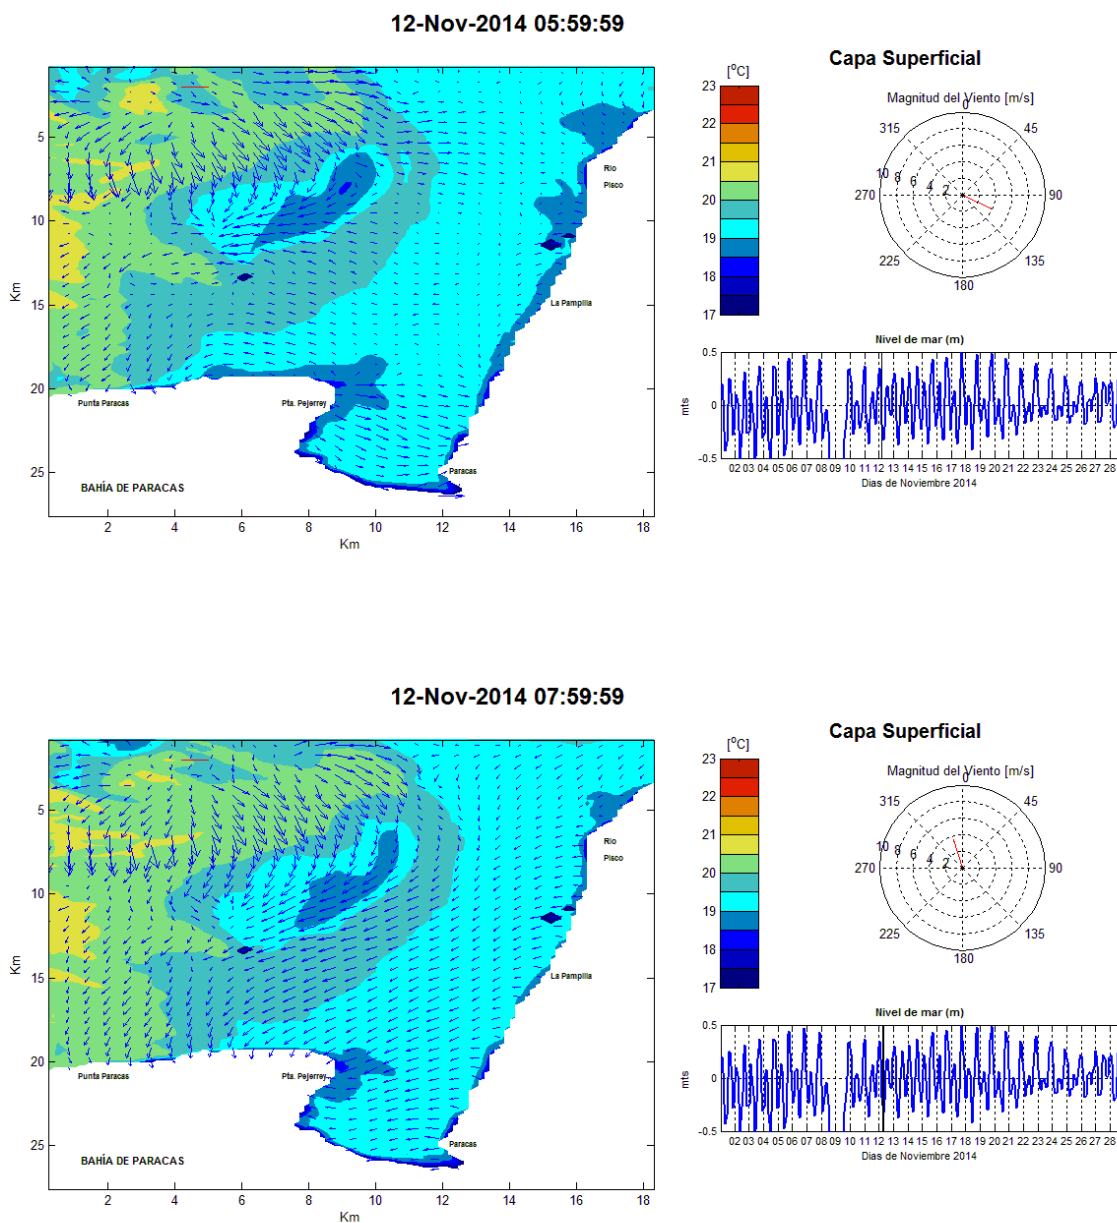 12-Nov-2014 05:59:59
Capa Superficial
[°C]
23
22
21
20
19
18
17
Magnitud del Viento [m/s]
0
45
90
135
180
225
270
315
10 8 6 4 2
5
10
15
20
25
Km
Rio
Pisco
La Pampilla
Punta Paracas
Pta. Pejerrey
Paracas
BAHÍA DE PARACAS
2 4 6 8 10 12 14 16 18
Km
Nivel de mar (m)
0.5
0
-0.5
mts
02 03 04 05 06 07 08 09 10 11 12 13 14 15 16 17 18 19 20 21 22 23 24 25 26 27 28
Dias de Noviembre 2014
12-Nov-2014 07:59:59
Capa Superficial
[°C]
23
22
21
20
19
18
17
Magnitud del Viento [m/s]
0
45
90
135
180
225
270
315
10 8 6 4 2
5
10
15
20
25
Km
Rio
Pisco
La Pampilla
Punta Paracas
Pta. Pejerrey
Paracas
BAHÍA DE PARACAS
2 4 6 8 10 12 14 16 18
Km
Nivel de mar (m)
0.5
0
-0.5
mts
02 03 04 05 06 07 08 09 10 11 12 13 14 15 16 17 18 19 20 21 22 23 24 25 26 27 28
Dias de Noviembre 2014